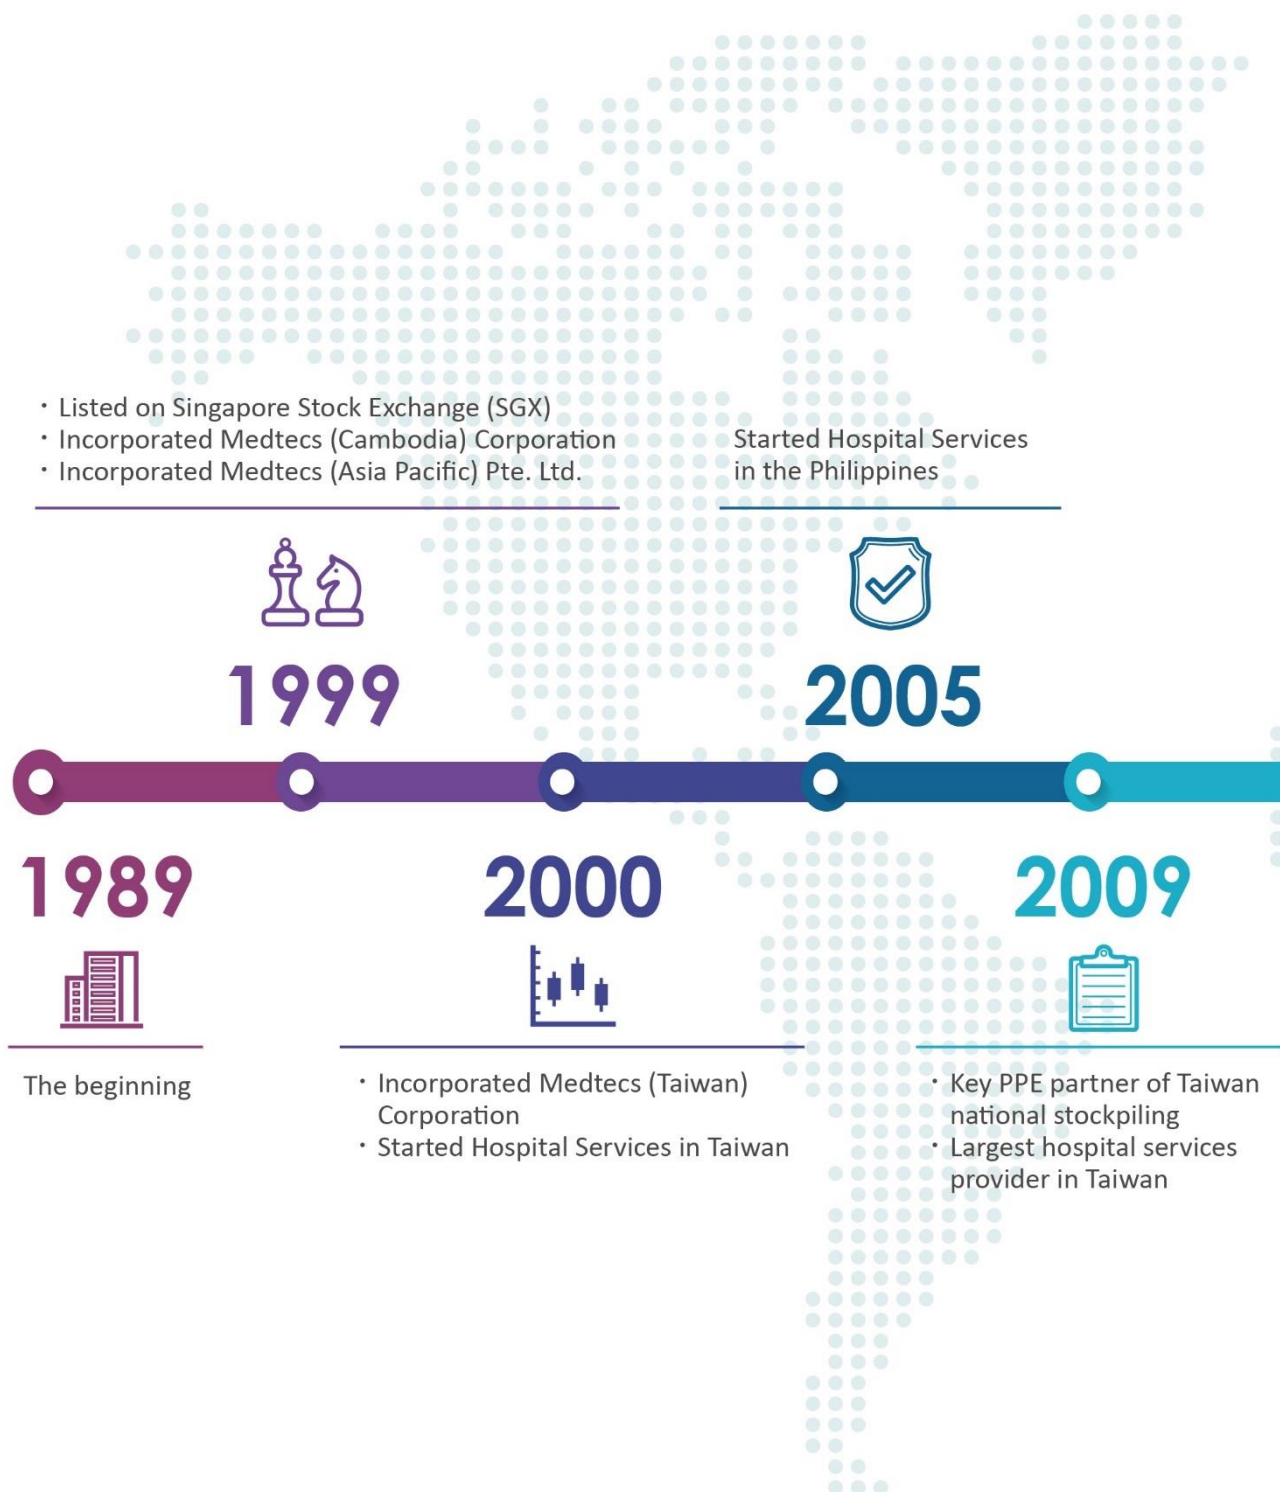 · Listed on Singapore Stock Exchange (SGX)
· Incorporated Medtecs (Cambodia) Corporation
· Incorporated Medtecs (Asia Pacific) Pte. Ltd.
1999
Started Hospital Services
in the Philippines
2005
1989
The beginning
2000
· Incorporated Medtecs (Taiwan)
Corporation
· Started Hospital Services in Taiwan
2009
· Key PPE partner of Taiwan
national stockpiling
· Largest hospital services
provider in Taiwan